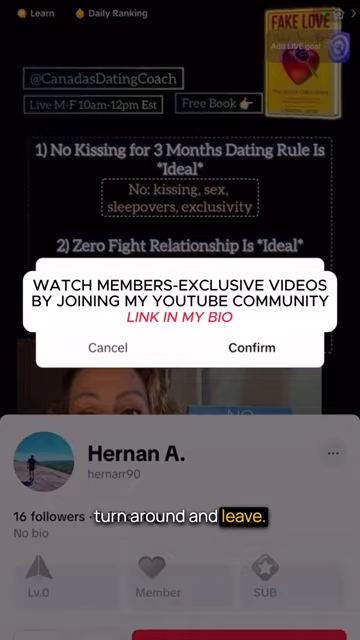 Learn
Daily Ranking
FAKE LOVE
Add LIVE goal
@CanadasDatingCoach
Live M-F 10am-12pm Est
Free Book
1) No Kissing for 3 Months Dating Rule Is
*Ideal*
No: kissing, sex,
sleepovers, exclusivity
2) Zero Fight Relationship Is *Ideal*
WATCH MEMBERS-EXCLUSIVE VIDEOS
BY JOINING MY YOUTUBE COMMUNITY
LINK IN MY BIO
Cancel
Confirm
NO
Hernan A.
hernarr90
16 followers
turn around and leave.
No bio
Lv.0
Member
SUB